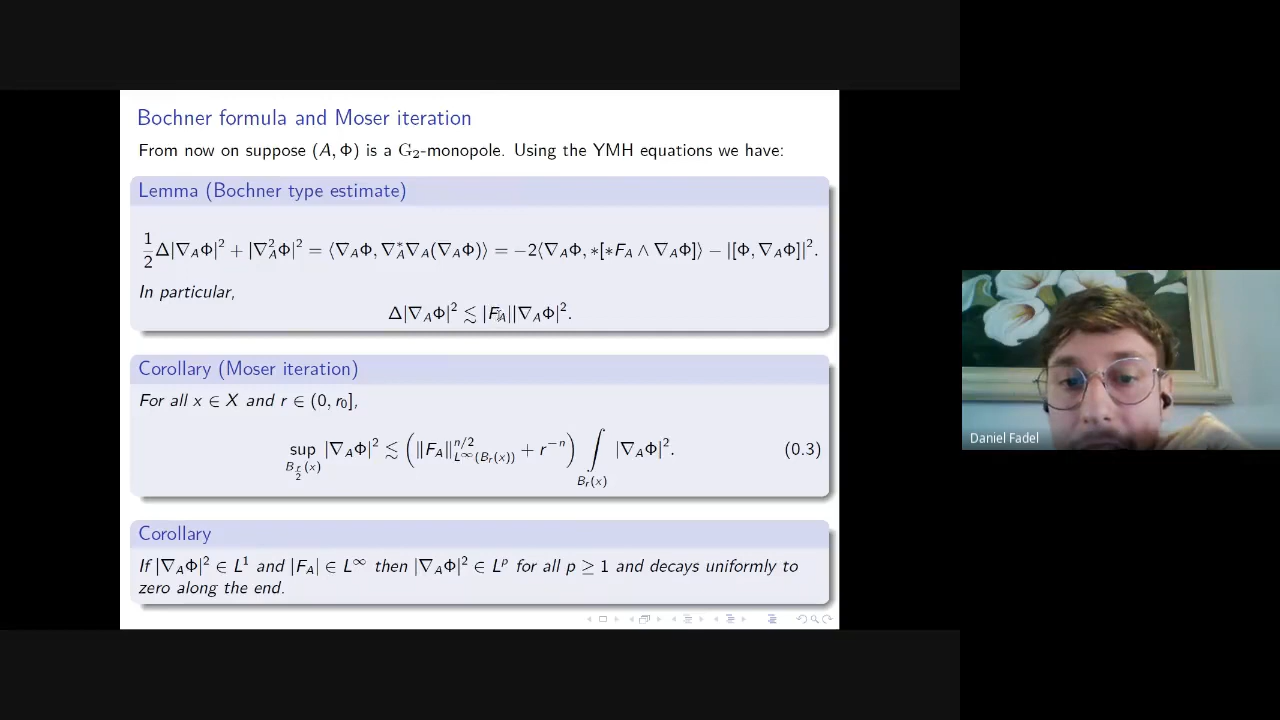 Bochner formula and Moser iteration
From now on suppose (A, Φ) is a G₂-monopole. Using the YMH equations we have:
Lemma (Bochner type estimate)
½Δ|∇_AΦ|² + |∇²_AΦ|² = ⟨∇_AΦ, ∇*_A∇_A(∇_AΦ)⟩ = −2⟨∇_AΦ, *[*F_A ∧ ∇_AΦ]⟩ − |[Φ, ∇_AΦ]|².
In particular,
Δ|∇_AΦ|² ≲ |F_A||∇_AΦ|².
Corollary (Moser iteration)
For all x ∈ X and r ∈ (0, r₀],
sup_{B_{r/2}(x)} |∇_AΦ|² ≲ (‖F_A‖^{n/2}_{L^∞(B_r(x))} + r^{−n}) ∫_{B_r(x)} |∇_AΦ|². (0.3)
Corollary
If |∇_AΦ|² ∈ L¹ and |F_A| ∈ L^∞ then |∇_AΦ|² ∈ L^p for all p ≥ 1 and decays uniformly to
zero along the end.
Daniel Fadel